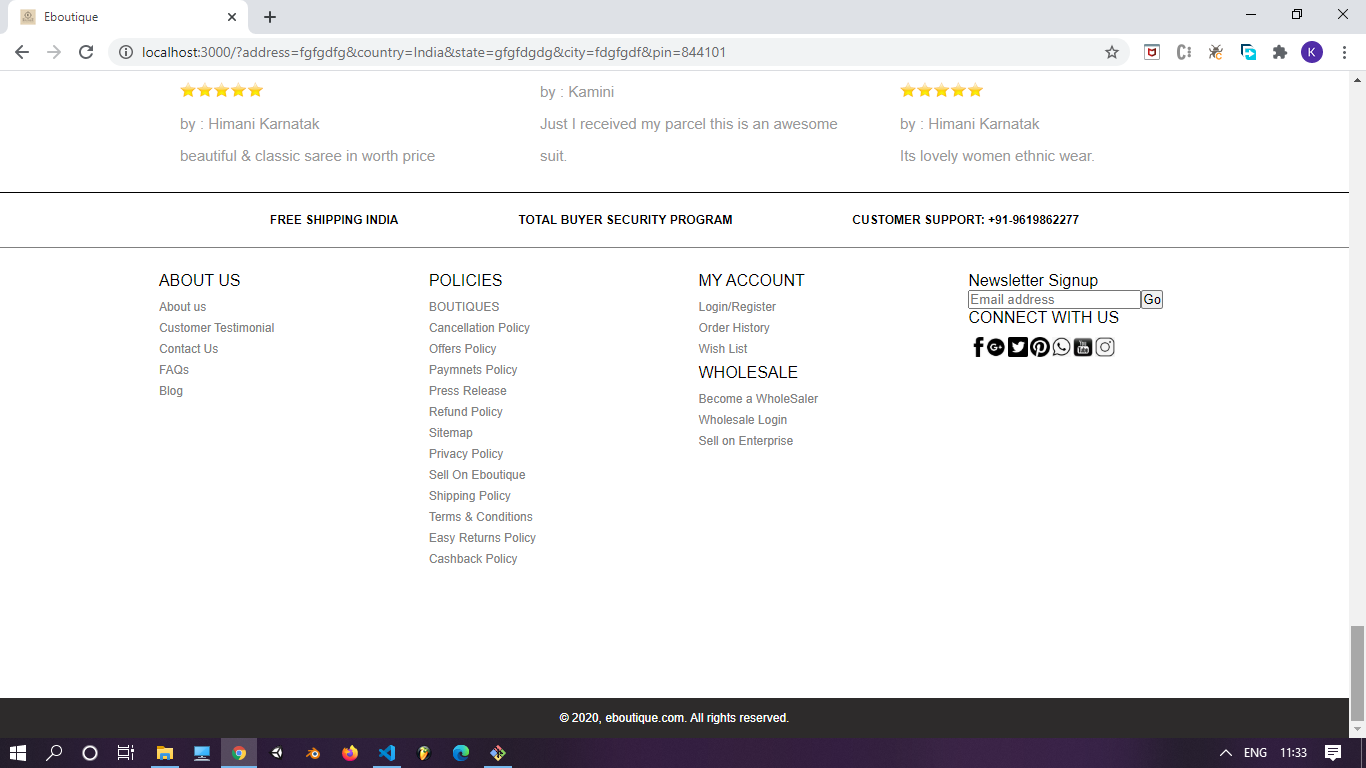 Eboutique
localhost:3000/?address=fgfgdfg&country=India&state=gfgfdgdg&city=fdgfgdf&pin=844101
K
by : Himani Karnatak
beautiful & classic saree in worth price
by : Kamini
Just I received my parcel this is an awesome
suit.
by : Himani Karnatak
Its lovely women ethnic wear.
FREE SHIPPING INDIA
TOTAL BUYER SECURITY PROGRAM
CUSTOMER SUPPORT: +91-9619862277
ABOUT US
About us
Customer Testimonial
Contact Us
FAQs
Blog
POLICIES
BOUTIQUES
Cancellation Policy
Offers Policy
Paymnets Policy
Press Release
Refund Policy
Sitemap
Privacy Policy
Sell On Eboutique
Shipping Policy
Terms & Conditions
Easy Returns Policy
Cashback Policy
MY ACCOUNT
Login/Register
Order History
Wish List
WHOLESALE
Become a WholeSaler
Wholesale Login
Sell on Enterprise
Newsletter Signup
Email address Go
CONNECT WITH US
© 2020, eboutique.com. All rights reserved.
ENG 11:33